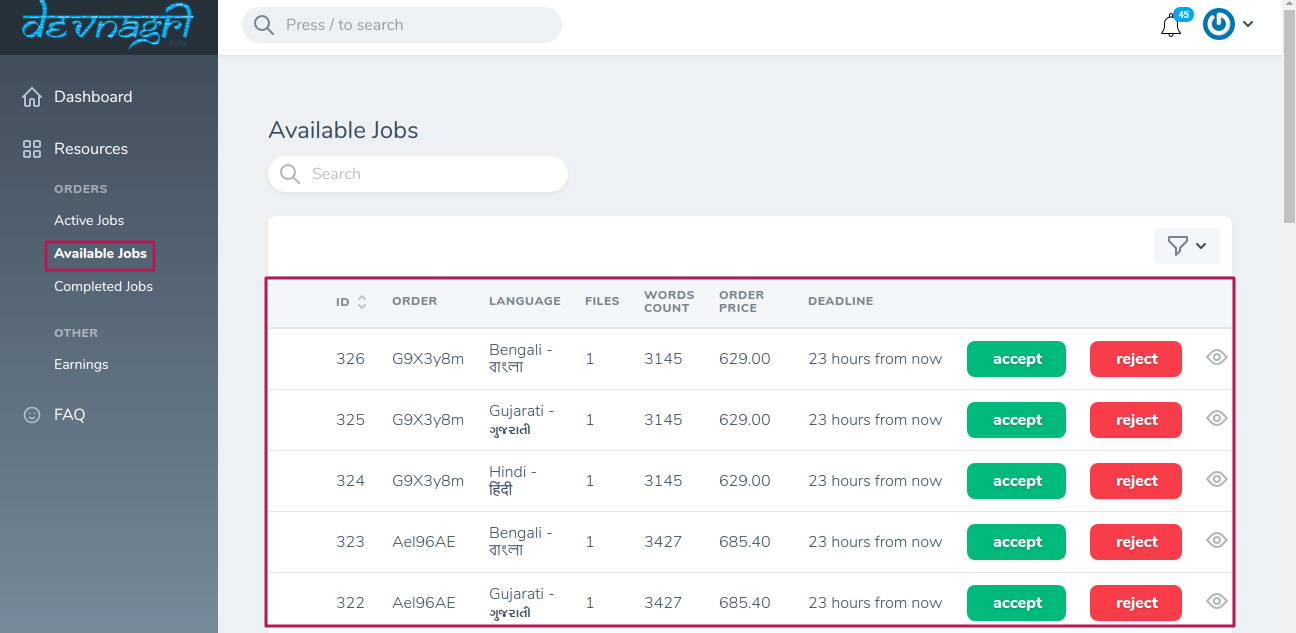 devnagri
Beta
Press / to search
45
Dashboard
Resources
ORDERS
Active Jobs
Available Jobs
Completed Jobs
OTHER
Earnings
FAQ
Available Jobs
Search
ID ORDER LANGUAGE FILES WORDS COUNT ORDER PRICE DEADLINE
326 G9X3y8m Bengali - বাংলা 1 3145 629.00 23 hours from now accept reject
325 G9X3y8m Gujarati - ગુજરાતી 1 3145 629.00 23 hours from now accept reject
324 G9X3y8m Hindi - हिंदी 1 3145 629.00 23 hours from now accept reject
323 Ael96AE Bengali - বাংলা 1 3427 685.40 23 hours from now accept reject
322 Ael96AE Gujarati - ગુજરાતી 1 3427 685.40 23 hours from now accept reject